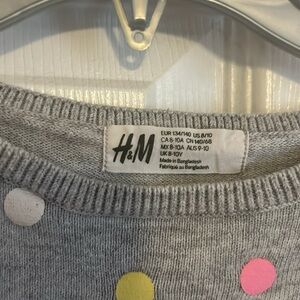 H&M
EUR 134/140 US 8/10
CA 8-10A CN 140/68
MX 8-10A AUS 9-10
UK 8-10Y
Made in Bangladesh
Fabriqué au Bangladesh